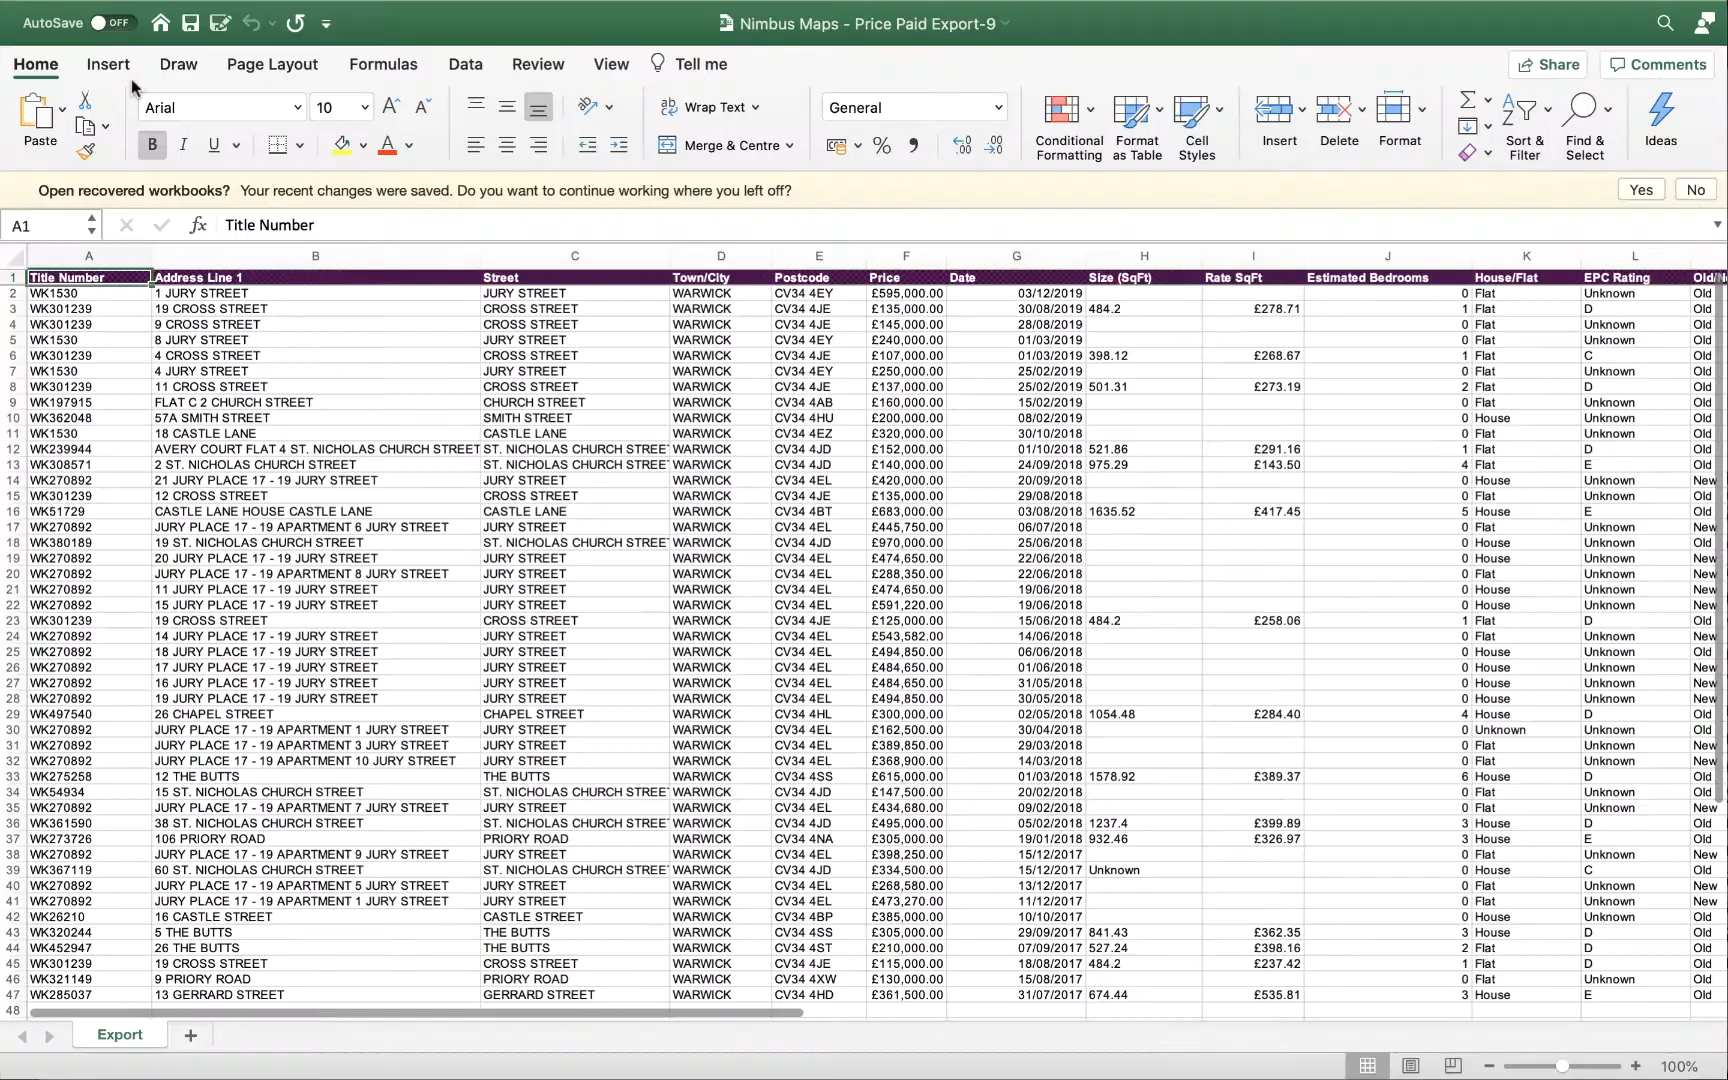 AutoSave OFF Nimbus Maps - Price Paid Export-9
Home Insert Draw Page Layout Formulas Data Review View Tell me Share Comments
Paste Arial 10 B I U Wrap Text Merge & Centre General % Conditional Formatting Format as Table Cell Styles Insert Delete Format Sort & Filter Find & Select Ideas
Open recovered workbooks? Your recent changes were saved. Do you want to continue working where you left off? Yes No
A1 fx Title Number
A B C D E F G H I J K L
1 Title Number Address Line 1 Street Town/City Postcode Price Date Size (SqFt) Rate SqFt Estimated Bedrooms House/Flat EPC Rating
2 WK1530 1 JURY STREET JURY STREET WARWICK CV34 4EY £595,000.00 03/12/2019 0 Flat Unknown Old
3 WK301239 19 CROSS STREET CROSS STREET WARWICK CV34 4JE £135,000.00 30/08/2019 484.2 £278.71 1 Flat D Old
4 WK301239 9 CROSS STREET CROSS STREET WARWICK CV34 4JE £145,000.00 28/08/2019 0 Flat Unknown Old
5 WK1530 8 JURY STREET JURY STREET WARWICK CV34 4EY £240,000.00 01/03/2019 0 Flat Unknown Old
6 WK301239 4 CROSS STREET CROSS STREET WARWICK CV34 4JE £107,000.00 01/03/2019 398.12 £268.67 1 Flat C Old
7 WK1530 4 JURY STREET JURY STREET WARWICK CV34 4EY £250,000.00 25/02/2019 0 Flat Unknown Old
8 WK301239 11 CROSS STREET CROSS STREET WARWICK CV34 4JE £137,000.00 25/02/2019 501.31 £273.19 2 Flat D Old
9 WK197915 FLAT C 2 CHURCH STREET CHURCH STREET WARWICK CV34 4AB £160,000.00 15/02/2019 0 Flat Unknown Old
10 WK362048 57A SMITH STREET SMITH STREET WARWICK CV34 4HU £200,000.00 08/02/2019 0 House Unknown Old
11 WK1530 18 CASTLE LANE CASTLE LANE WARWICK CV34 4EZ £320,000.00 30/10/2018 0 Flat Unknown Old
12 WK239944 AVERY COURT FLAT 4 ST. NICHOLAS CHURCH STREET ST. NICHOLAS CHURCH STREE WARWICK CV34 4JD £152,000.00 01/10/2018 521.86 £291.16 1 Flat D Old
13 WK308571 2 ST. NICHOLAS CHURCH STREET ST. NICHOLAS CHURCH STREE WARWICK CV34 4JD £140,000.00 24/09/2018 975.29 £143.50 4 Flat E Old
14 WK270892 21 JURY PLACE 17 - 19 JURY STREET JURY STREET WARWICK CV34 4EL £420,000.00 20/09/2018 0 House Unknown New
15 WK301239 12 CROSS STREET CROSS STREET WARWICK CV34 4JE £135,000.00 29/08/2018 0 Flat Unknown Old
16 WK51729 CASTLE LANE HOUSE CASTLE LANE CASTLE LANE WARWICK CV34 4BT £683,000.00 03/08/2018 1635.52 £417.45 5 House E Old
17 WK270892 JURY PLACE 17 - 19 APARTMENT 6 JURY STREET JURY STREET WARWICK CV34 4EL £445,750.00 06/07/2018 0 Flat Unknown New
18 WK380189 19 ST. NICHOLAS CHURCH STREET ST. NICHOLAS CHURCH STREE WARWICK CV34 4JD £970,000.00 25/06/2018 0 House Unknown Old
19 WK270892 20 JURY PLACE 17 - 19 JURY STREET JURY STREET WARWICK CV34 4EL £474,650.00 22/06/2018 0 House Unknown New
20 WK270892 JURY PLACE 17 - 19 APARTMENT 8 JURY STREET JURY STREET WARWICK CV34 4EL £288,350.00 22/06/2018 0 Flat Unknown New
21 WK270892 11 JURY PLACE 17 - 19 JURY STREET JURY STREET WARWICK CV34 4EL £474,650.00 19/06/2018 0 House Unknown New
22 WK270892 15 JURY PLACE 17 - 19 JURY STREET JURY STREET WARWICK CV34 4EL £591,220.00 19/06/2018 0 House Unknown New
23 WK301239 19 CROSS STREET CROSS STREET WARWICK CV34 4JE £125,000.00 15/06/2018 484.2 £258.06 1 Flat D Old
24 WK270892 14 JURY PLACE 17 - 19 JURY STREET JURY STREET WARWICK CV34 4EL £543,582.00 14/06/2018 0 Flat Unknown New
25 WK270892 18 JURY PLACE 17 - 19 JURY STREET JURY STREET WARWICK CV34 4EL £494,850.00 06/06/2018 0 House Unknown Old
26 WK270892 17 JURY PLACE 17 - 19 JURY STREET JURY STREET WARWICK CV34 4EL £484,650.00 01/06/2018 0 House Unknown New
27 WK270892 16 JURY PLACE 17 - 19 JURY STREET JURY STREET WARWICK CV34 4EL £484,650.00 31/05/2018 0 House Unknown New
28 WK270892 19 JURY PLACE 17 - 19 JURY STREET JURY STREET WARWICK CV34 4EL £494,850.00 30/05/2018 0 House Unknown New
29 WK497540 26 CHAPEL STREET CHAPEL STREET WARWICK CV34 4HL £300,000.00 02/05/2018 1054.48 £284.40 4 House D Old
30 WK270892 JURY PLACE 17 - 19 APARTMENT 1 JURY STREET JURY STREET WARWICK CV34 4EL £162,500.00 30/04/2018 0 Unknown Unknown Old
31 WK270892 JURY PLACE 17 - 19 APARTMENT 3 JURY STREET JURY STREET WARWICK CV34 4EL £389,850.00 29/03/2018 0 Flat Unknown New
32 WK270892 JURY PLACE 17 - 19 APARTMENT 10 JURY STREET JURY STREET WARWICK CV34 4EL £368,900.00 14/03/2018 0 Flat Unknown New
33 WK275258 12 THE BUTTS THE BUTTS WARWICK CV34 4SS £615,000.00 01/03/2018 1578.92 £389.37 6 House D Old
34 WK54934 15 ST. NICHOLAS CHURCH STREET ST. NICHOLAS CHURCH STREE WARWICK CV34 4JD £147,500.00 20/02/2018 0 Flat Unknown Old
35 WK270892 JURY PLACE 17 - 19 APARTMENT 7 JURY STREET JURY STREET WARWICK CV34 4EL £434,680.00 09/02/2018 0 Flat Unknown New
36 WK361590 38 ST. NICHOLAS CHURCH STREET ST. NICHOLAS CHURCH STREE WARWICK CV34 4JD £495,000.00 05/02/2018 1237.4 £399.89 3 House D Old
37 WK273726 106 PRIORY ROAD PRIORY ROAD WARWICK CV34 4NA £305,000.00 19/01/2018 932.46 £326.97 3 House E Old
38 WK270892 JURY PLACE 17 - 19 APARTMENT 9 JURY STREET JURY STREET WARWICK CV34 4EL £398,250.00 15/12/2017 0 Flat Unknown New
39 WK367119 60 ST. NICHOLAS CHURCH STREET ST. NICHOLAS CHURCH STREE WARWICK CV34 4JD £334,500.00 15/12/2017 Unknown 0 House C Old
40 WK270892 JURY PLACE 17 - 19 APARTMENT 5 JURY STREET JURY STREET WARWICK CV34 4EL £268,580.00 13/12/2017 0 Flat Unknown New
41 WK270892 JURY PLACE 17 - 19 APARTMENT 1 JURY STREET JURY STREET WARWICK CV34 4EL £473,270.00 11/12/2017 0 Flat Unknown New
42 WK26210 16 CASTLE STREET CASTLE STREET WARWICK CV34 4BP £385,000.00 10/10/2017 0 House Unknown Old
43 WK320244 5 THE BUTTS THE BUTTS WARWICK CV34 4SS £305,000.00 29/09/2017 841.43 £362.35 3 House D Old
44 WK452947 26 THE BUTTS THE BUTTS WARWICK CV34 4ST £210,000.00 07/09/2017 527.24 £398.16 2 Flat D Old
45 WK301239 19 CROSS STREET CROSS STREET WARWICK CV34 4JE £115,000.00 18/08/2017 484.2 £237.42 1 Flat D Old
46 WK321149 9 PRIORY ROAD PRIORY ROAD WARWICK CV34 4XW £130,000.00 15/08/2017 0 Flat Unknown Old
47 WK285037 13 GERRARD STREET GERRARD STREET WARWICK CV34 4HD £361,500.00 31/07/2017 674.44 £535.81 3 House E Old
48
Export
100%